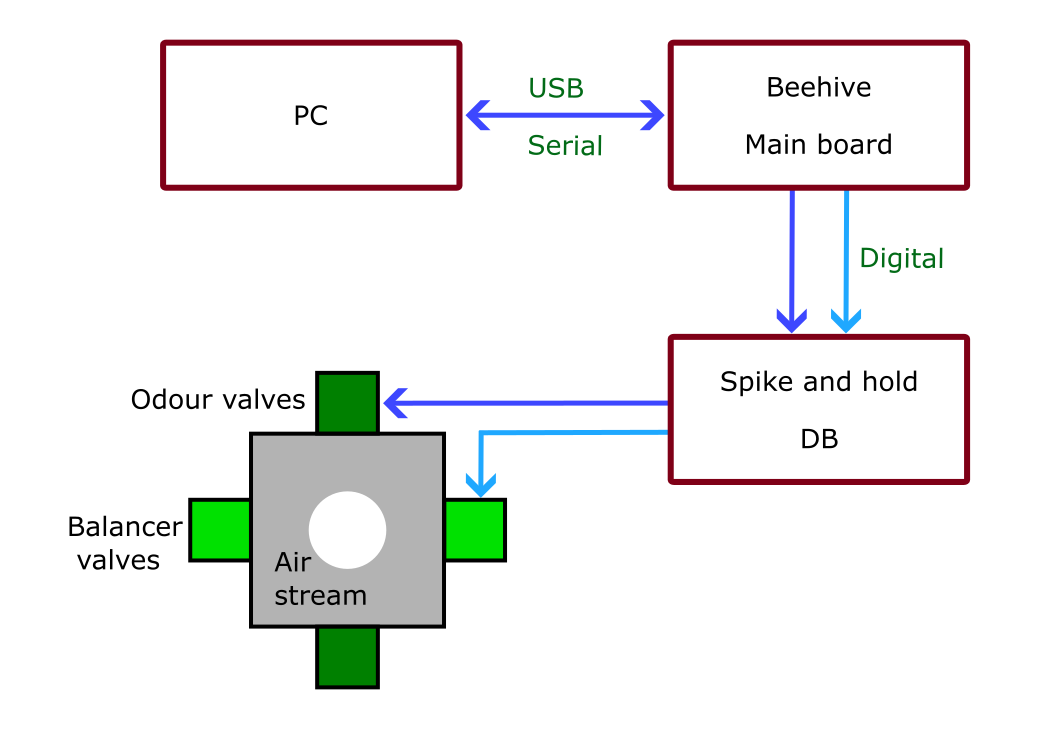 PC
USB
Serial
Beehive
Main board
Digital
Spike and hold
DB
Odour valves
Balancer
valves
Air
stream